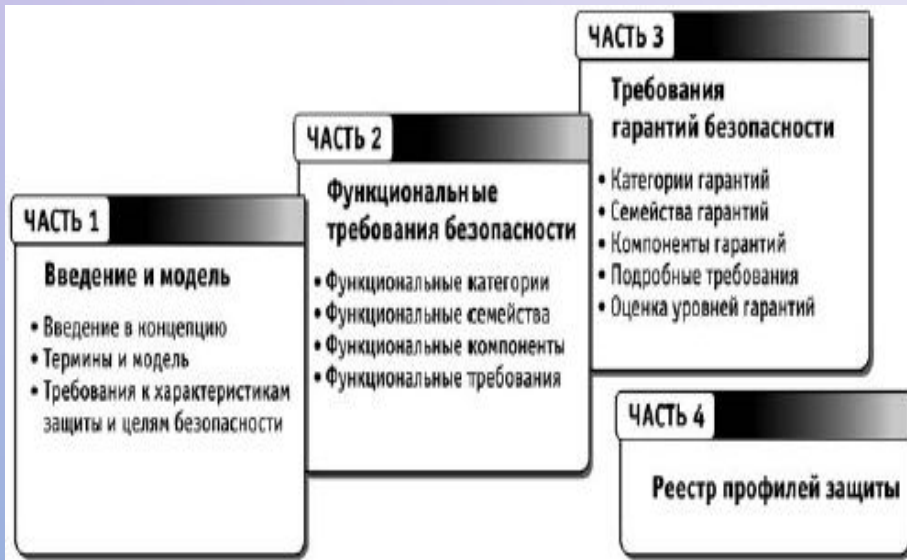 ЧАСТЬ 1
Введение и модель
• Введение в концепцию
• Термины и модель
• Требования к характеристикам
защиты и целям безопасности
ЧАСТЬ 2
Функциональные
требования безопасности
• Функциональные категории
• Функциональные семейства
• Функциональные компоненты
• Функциональные требования
ЧАСТЬ 3
Требования
гарантий безопасности
• Категории гарантий
• Семейства гарантий
• Компоненты гарантий
• Подробные требования
• Оценка уровней гарантий
ЧАСТЬ 4
Реестр профилей защиты